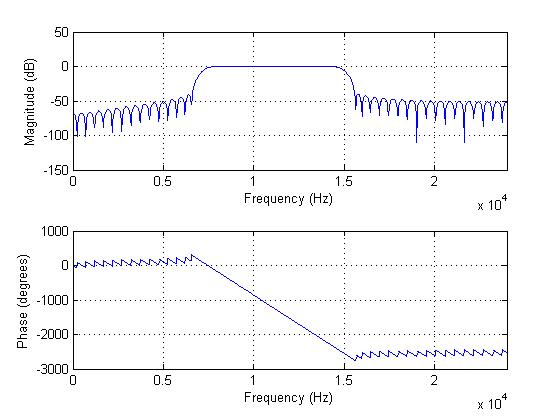 50
0
-50
-100
-150
Magnitude (dB)
0 0.5 1 1.5 2
Frequency (Hz)
x 10^4
1000
0
-1000
-2000
-3000
Phase (degrees)
0 0.5 1 1.5 2
Frequency (Hz)
x 10^4